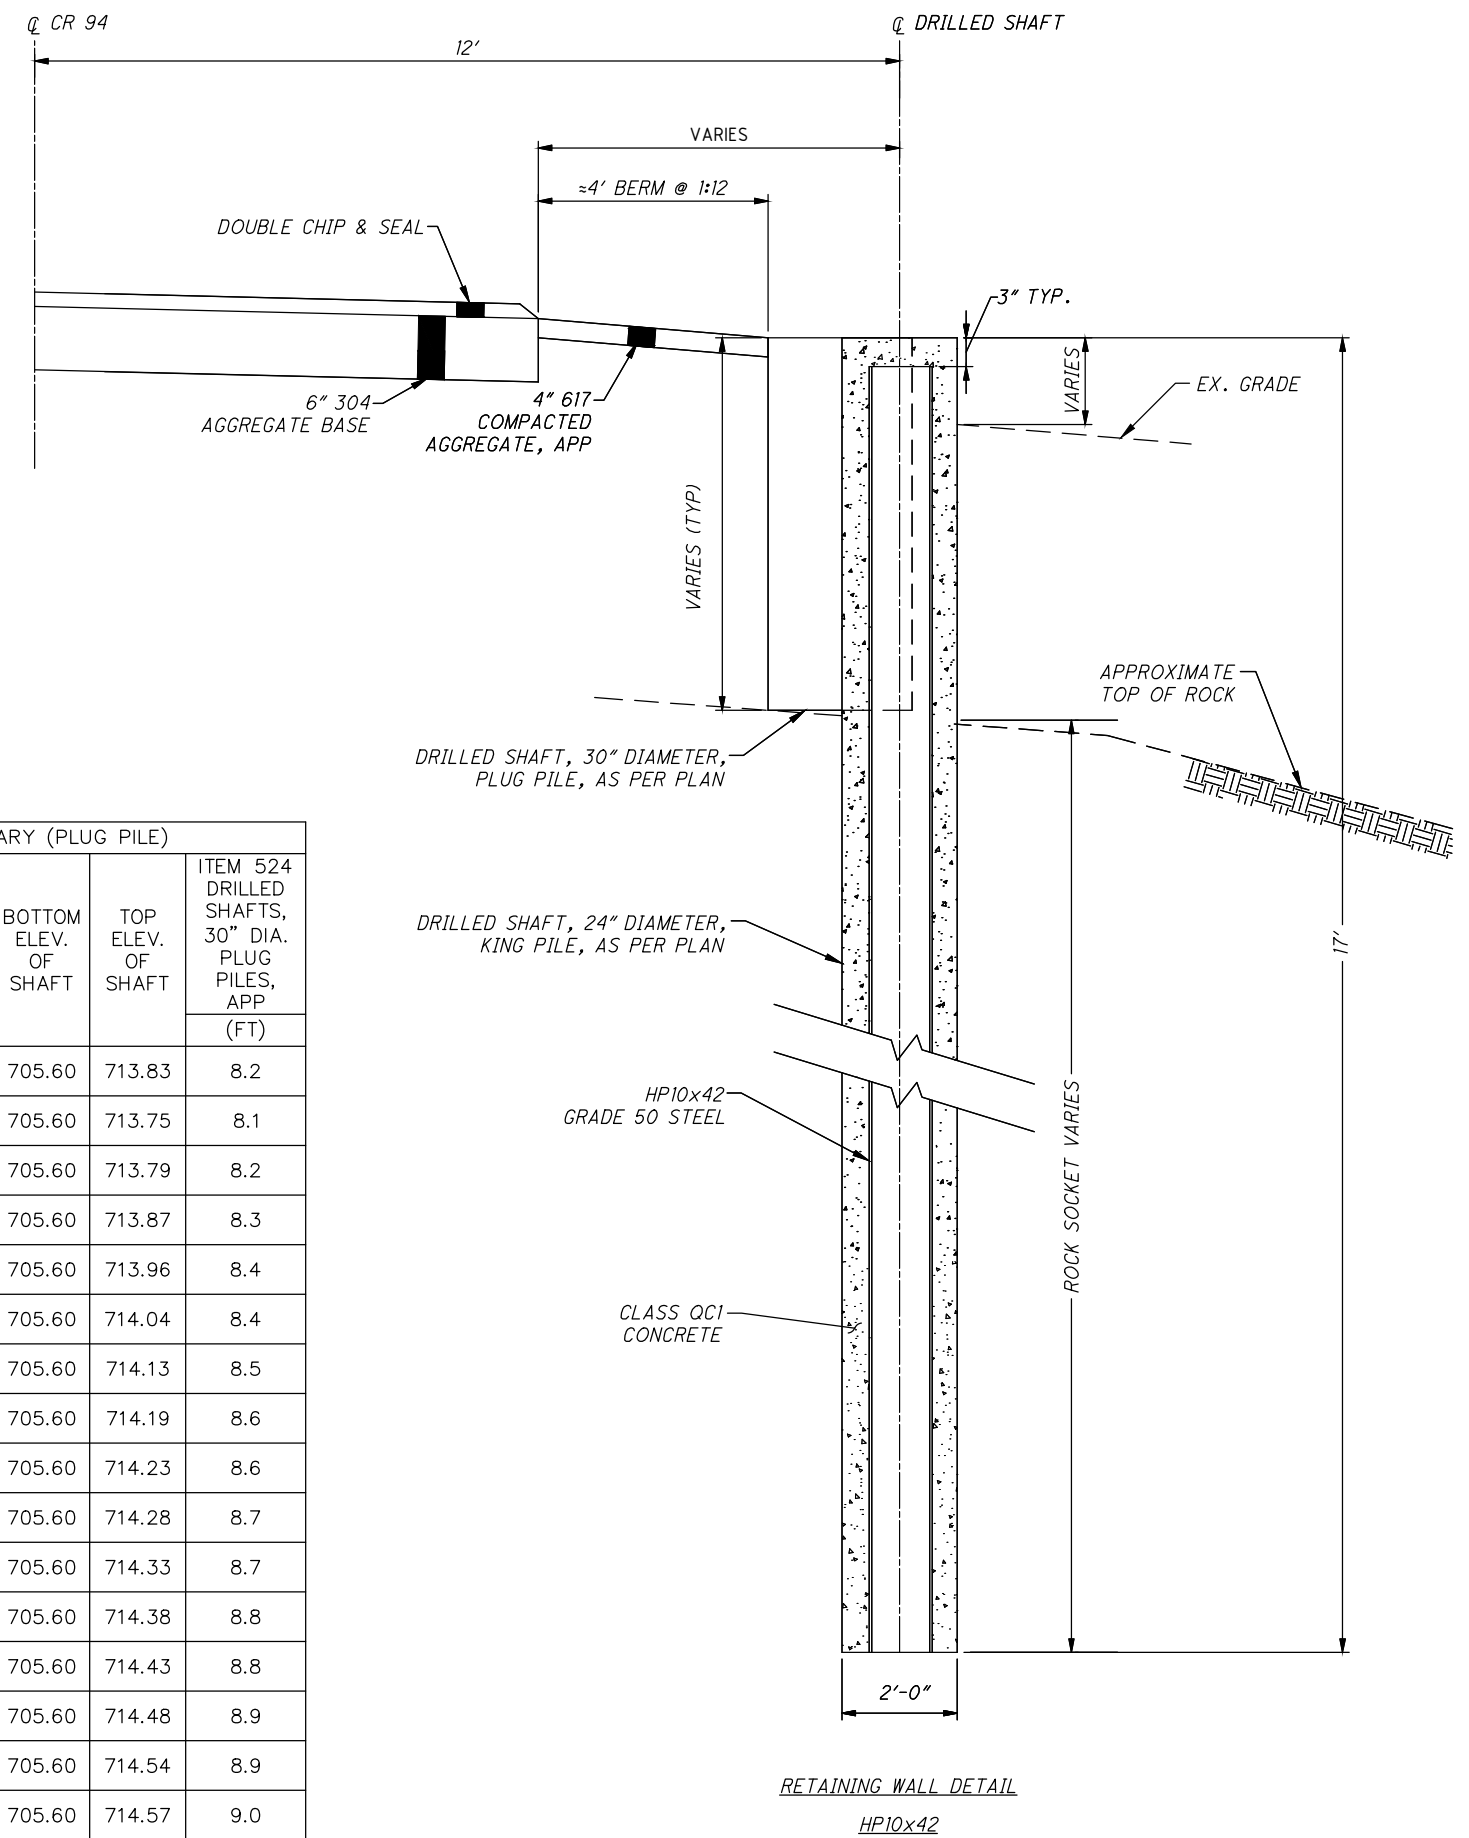 ℄ CR 94
℄ DRILLED SHAFT
12'
VARIES
≈4' BERM @ 1:12
DOUBLE CHIP & SEAL
3" TYP.
VARIES
EX. GRADE
6" 304
AGGREGATE BASE
4" 617
COMPACTED
AGGREGATE, APP
VARIES (TYP)
APPROXIMATE
TOP OF ROCK
DRILLED SHAFT, 30" DIAMETER,
PLUG PILE, AS PER PLAN
DRILLED SHAFT, 24" DIAMETER,
KING PILE, AS PER PLAN
17'
HP10x42
GRADE 50 STEEL
ROCK SOCKET VARIES
CLASS QC1
CONCRETE
2'-0"
RETAINING WALL DETAIL
HP10x42
ARY (PLUG PILE)
BOTTOM
ELEV.
OF
SHAFT
TOP
ELEV.
OF
SHAFT
ITEM 524
DRILLED
SHAFTS,
30" DIA.
PLUG
PILES,
APP
(FT)
705.60 713.83 8.2
705.60 713.75 8.1
705.60 713.79 8.2
705.60 713.87 8.3
705.60 713.96 8.4
705.60 714.04 8.4
705.60 714.13 8.5
705.60 714.19 8.6
705.60 714.23 8.6
705.60 714.28 8.7
705.60 714.33 8.7
705.60 714.38 8.8
705.60 714.43 8.8
705.60 714.48 8.9
705.60 714.54 8.9
705.60 714.57 9.0